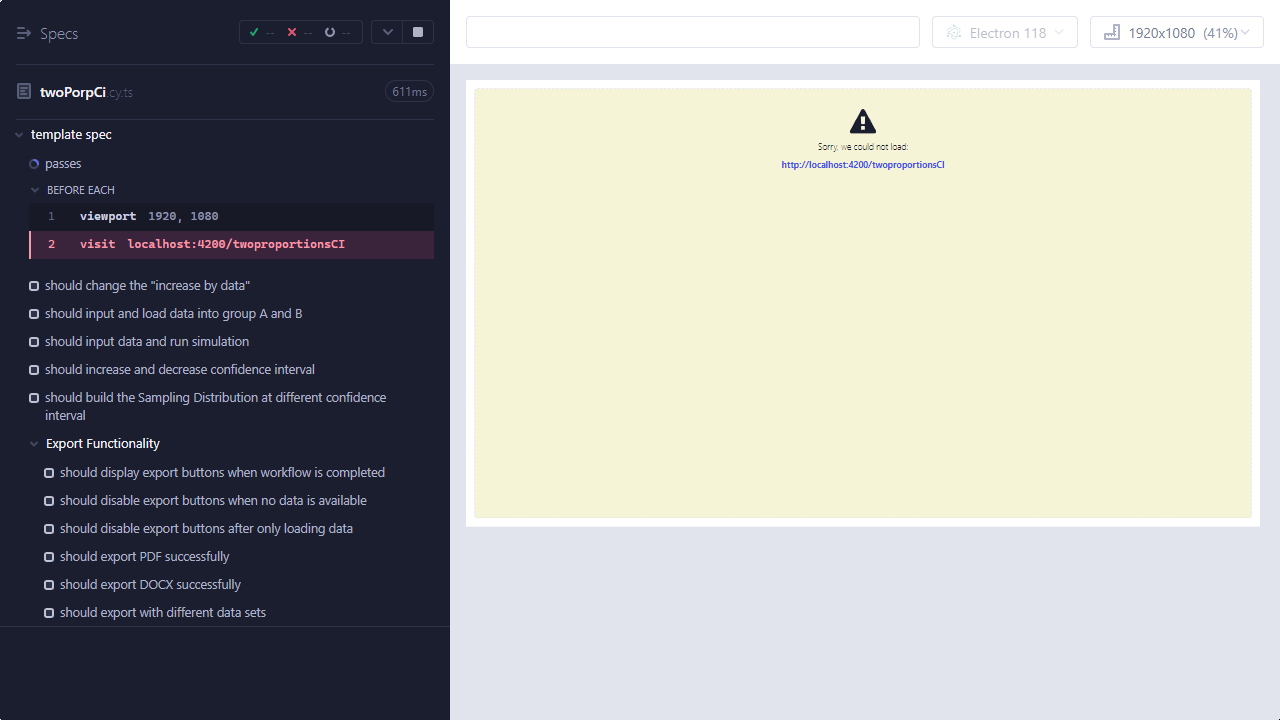 Specs
-- -- --
twoPorpCi.cy.ts
611ms
template spec
passes
BEFORE EACH
1 viewport 1920, 1080
2 visit localhost:4200/twoproportionsCI
should change the "increase by data"
should input and load data into group A and B
should input data and run simulation
should increase and decrease confidence interval
should build the Sampling Distribution at different confidence
interval
Export Functionality
should display export buttons when workflow is completed
should disable export buttons when no data is available
should disable export buttons after only loading data
should export PDF successfully
should export DOCX successfully
should export with different data sets
Electron 118
1920x1080 (41%)
Sorry, we could not load:
http://localhost:4200/twoproportionsCI